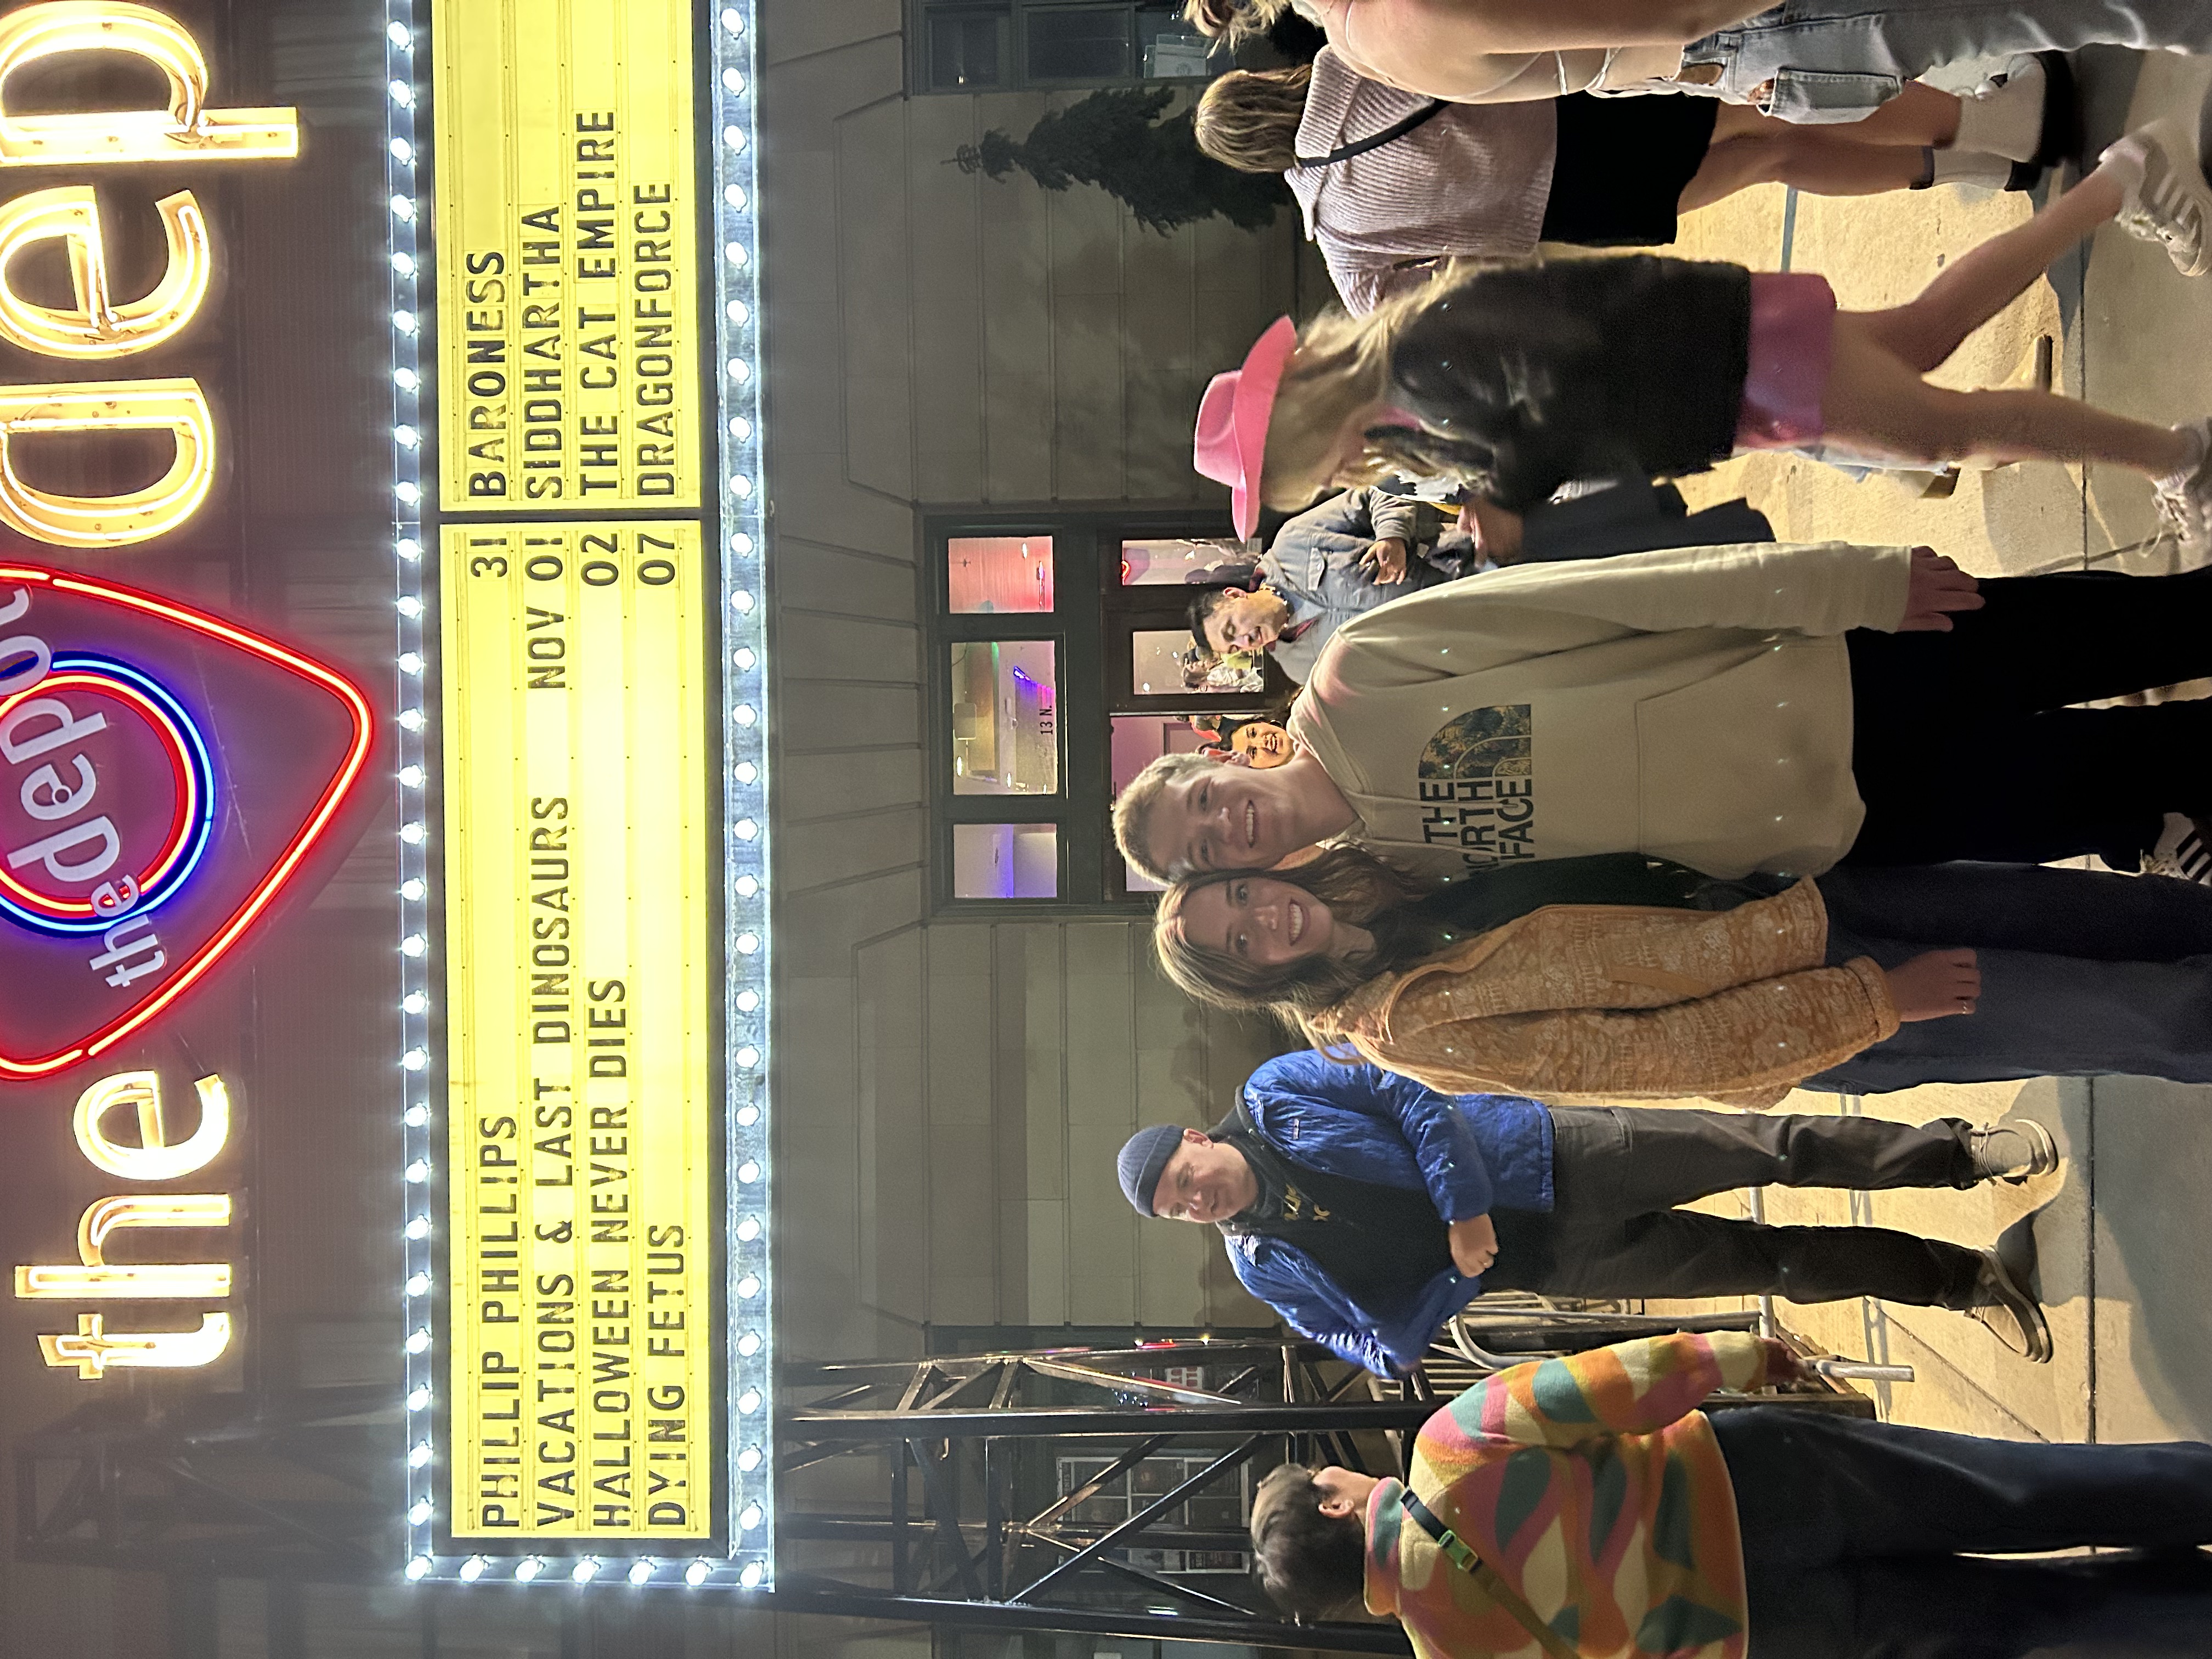 the
the depot
dep
PHILLIP PHILLIPS 31
VACATIONS & LAST DINOSAURS NOV 01
HALLOWEEN NEVER DIES 02
DYING FETUS 07
BARONESS
SIDDHARTHA
THE CAT EMPIRE
DRAGONFORCE
13 N.
THE
NORTH
FACE